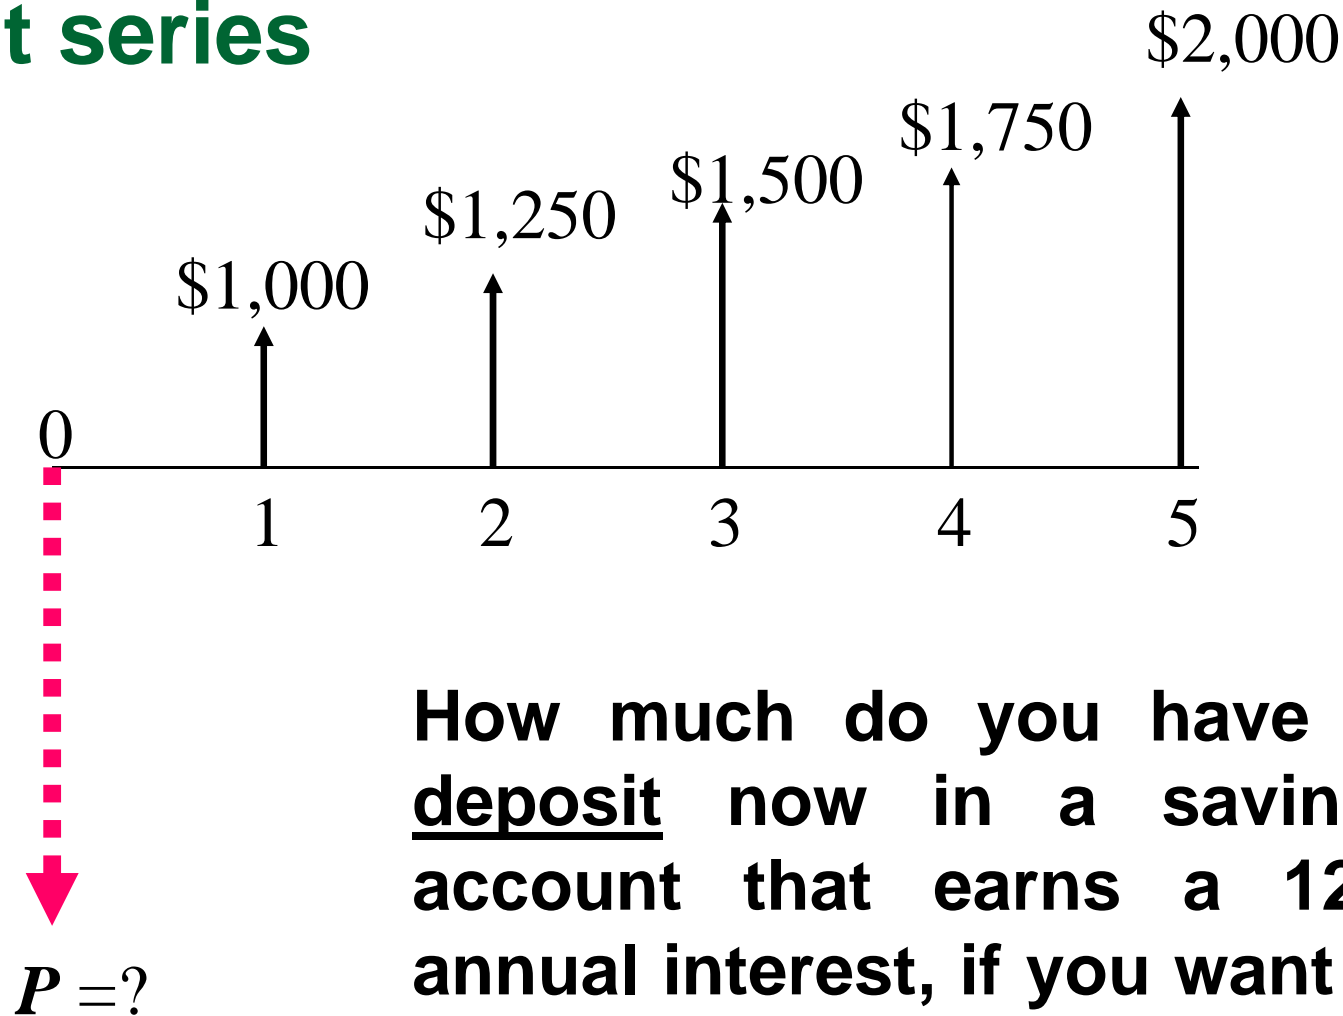 t series
$2,000
$1,750
$1,500
$1,250
$1,000
0
1 2 3 4 5
How much do you have
deposit now in a savin
account that earns a 12
annual interest, if you want
P =?